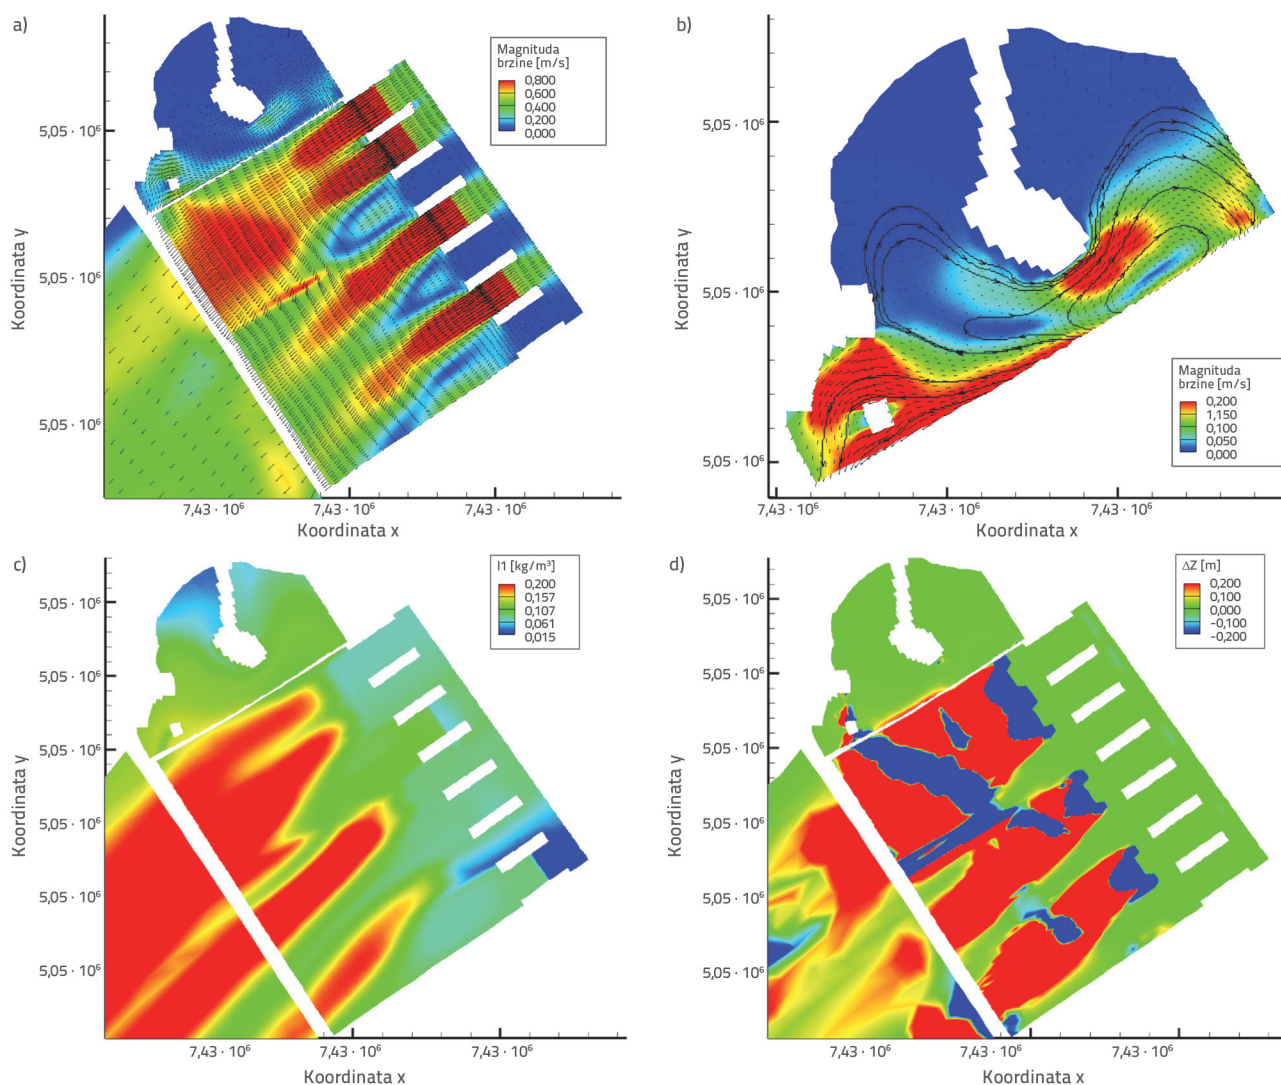 a)
Magnituda
brzine [m/s]
0,800
0,600
0,400
0,200
0,000
5,05 · 10⁶
5,05 · 10⁶
5,05 · 10⁶
Koordinata y
7,43 · 10⁶
7,43 · 10⁶
7,43 · 10⁶
Koordinata x
b)
5,05 · 10⁶
5,05 · 10⁶
5,05 · 10⁶
Koordinata y
Magnituda
brzine [m/s]
0,200
1,150
0,100
0,050
0,000
7,43 · 10⁶
7,43 · 10⁶
7,43 · 10⁶
Koordinata x
c)
I1 [kg/m³]
0,200
0,157
0,107
0,061
0,015
5,05 · 10⁶
5,05 · 10⁶
5,05 · 10⁶
5,05 · 10⁶
5,05 · 10⁶
5,05 · 10⁶
Koordinata y
7,43 · 10⁶
7,43 · 10⁶
7,43 · 10⁶
Koordinata x
d)
ΔZ [m]
0,200
0,100
0,000
-0,100
-0,200
5,05 · 10⁶
5,05 · 10⁶
5,05 · 10⁶
5,05 · 10⁶
5,05 · 10⁶
5,05 · 10⁶
Koordinata y
7,43 · 10⁶
7,43 · 10⁶
7,43 · 10⁶
Koordinata x